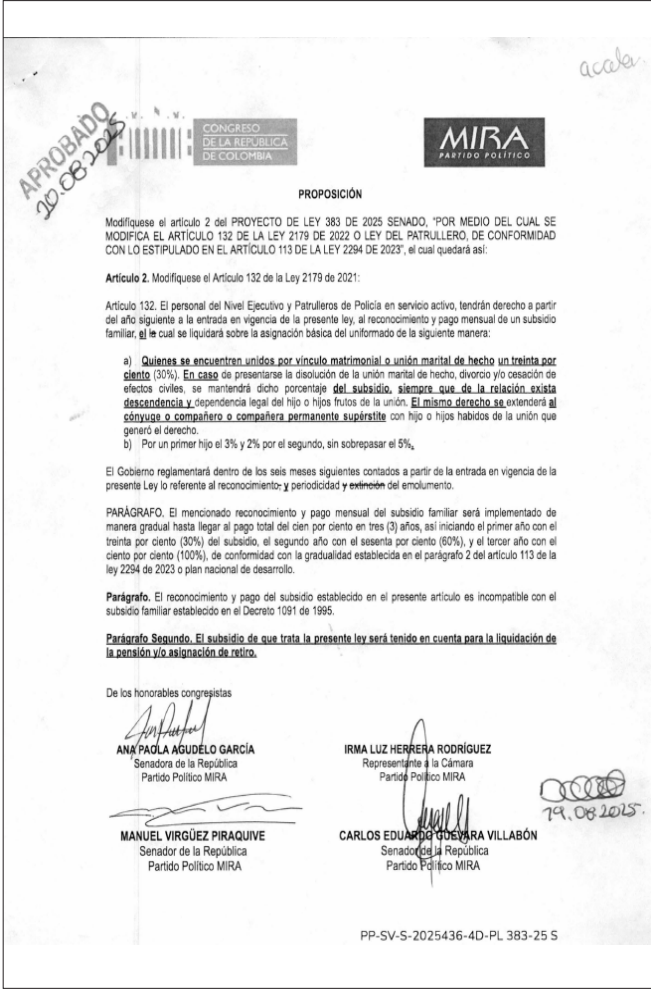 acala
APROBADO
20.08.2025
CONGRESO
DE LA REPÚBLICA
DE COLOMBIA
MIRA
PARTIDO POLÍTICO
PROPOSICIÓN
Modifíquese el artículo 2 del PROYECTO DE LEY 383 DE 2025 SENADO, "POR MEDIO DEL CUAL SE
MODIFICA EL ARTÍCULO 132 DE LA LEY 2179 DE 2022 O LEY DEL PATRULLERO, DE CONFORMIDAD
CON LO ESTIPULADO EN EL ARTÍCULO 113 DE LA LEY 2294 DE 2023", el cual quedará así:
Artículo 2. Modifíquese el Artículo 132 de la Ley 2179 de 2021:
Artículo 132. El personal del Nivel Ejecutivo y Patrulleros de Policía en servicio activo, tendrán derecho a partir
del año siguiente a la entrada en vigencia de la presente ley, al reconocimiento y pago mensual de un subsidio
familiar, el le cual se liquidará sobre la asignación básica del uniformado de la siguiente manera:
a) Quienes se encuentren unidos por vínculo matrimonial o unión marital de hecho un treinta por
ciento (30%). En caso de presentarse la disolución de la unión marital de hecho, divorcio y/o cesación de
efectos civiles, se mantendrá dicho porcentaje del subsidio, siempre que de la relación exista
descendencia y dependencia legal del hijo o hijos frutos de la unión. El mismo derecho se extenderá al
cónyuge o compañero o compañera permanente supérstite con hijo o hijos habidos de la unión que
generó el derecho.
b) Por un primer hijo el 3% y 2% por el segundo, sin sobrepasar el 5%.
El Gobierno reglamentará dentro de los seis meses siguientes contados a partir de la entrada en vigencia de la
presente Ley lo referente al reconocimiento, y periodicidad y extinción del emolumento.
PARÁGRAFO. El mencionado reconocimiento y pago mensual del subsidio familiar será implementado de
manera gradual hasta llegar al pago total del cien por ciento en tres (3) años, así iniciando el primer año con el
treinta por ciento (30%) del subsidio, el segundo año con el sesenta por ciento (60%), y el tercer año con el
ciento por ciento (100%), de conformidad con la gradualidad establecida en el parágrafo 2 del artículo 113 de la
ley 2294 de 2023 o plan nacional de desarrollo.
Parágrafo. El reconocimiento y pago del subsidio establecido en el presente artículo es incompatible con el
subsidio familiar establecido en el Decreto 1091 de 1995.
Parágrafo Segundo. El subsidio de que trata la presente ley será tenido en cuenta para la liquidación de
la pensión y/o asignación de retiro.
De los honorables congresistas
ANA PAOLA AGUDELO GARCÍA
Senadora de la República
Partido Político MIRA
IRMA LUZ HERRERA RODRÍGUEZ
Representante a la Cámara
Partido Político MIRA
19.08.2025.
MANUEL VIRGÜEZ PIRAQUIVE
Senador de la República
Partido Político MIRA
CARLOS EDUARDO GUEVARA VILLABÓN
Senador de la República
Partido Político MIRA
PP-SV-S-2025436-4D-PL 383-25 S